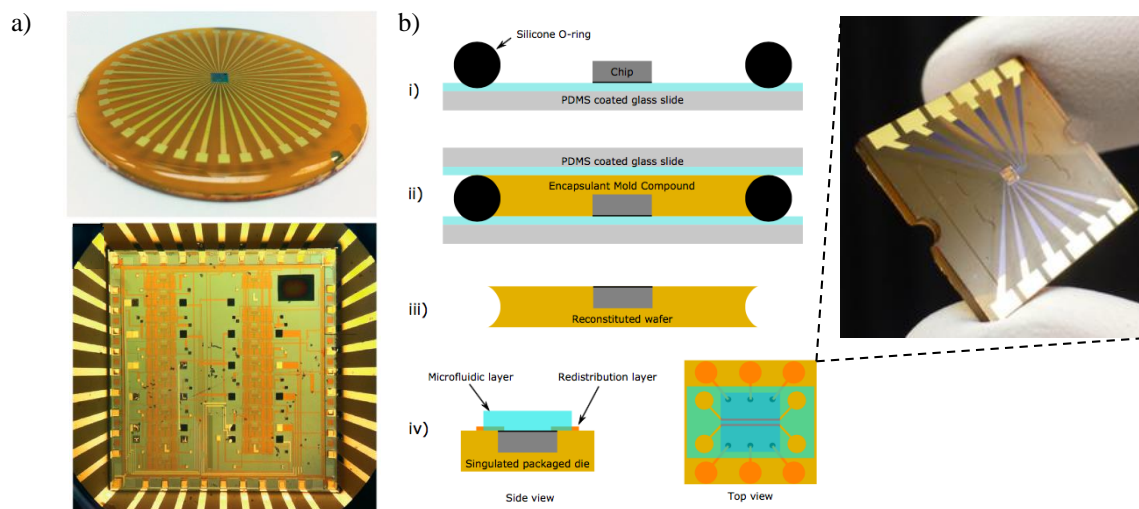 a)
b)
Silicone O-ring
Chip
i)
PDMS coated glass slide
PDMS coated glass slide
ii)
Encapsulant Mold Compound
iii)
Reconstituted wafer
Microfluidic layer
Redistribution layer
iv)
Singulated packaged die
Side view
Top view